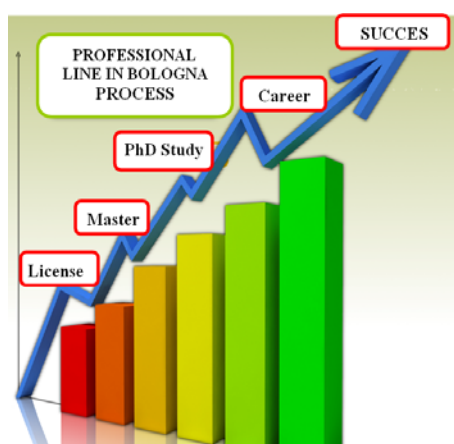 SUCCES
PROFESSIONAL
LINE IN BOLOGNA
PROCESS
Career
PhD Study
Master
License